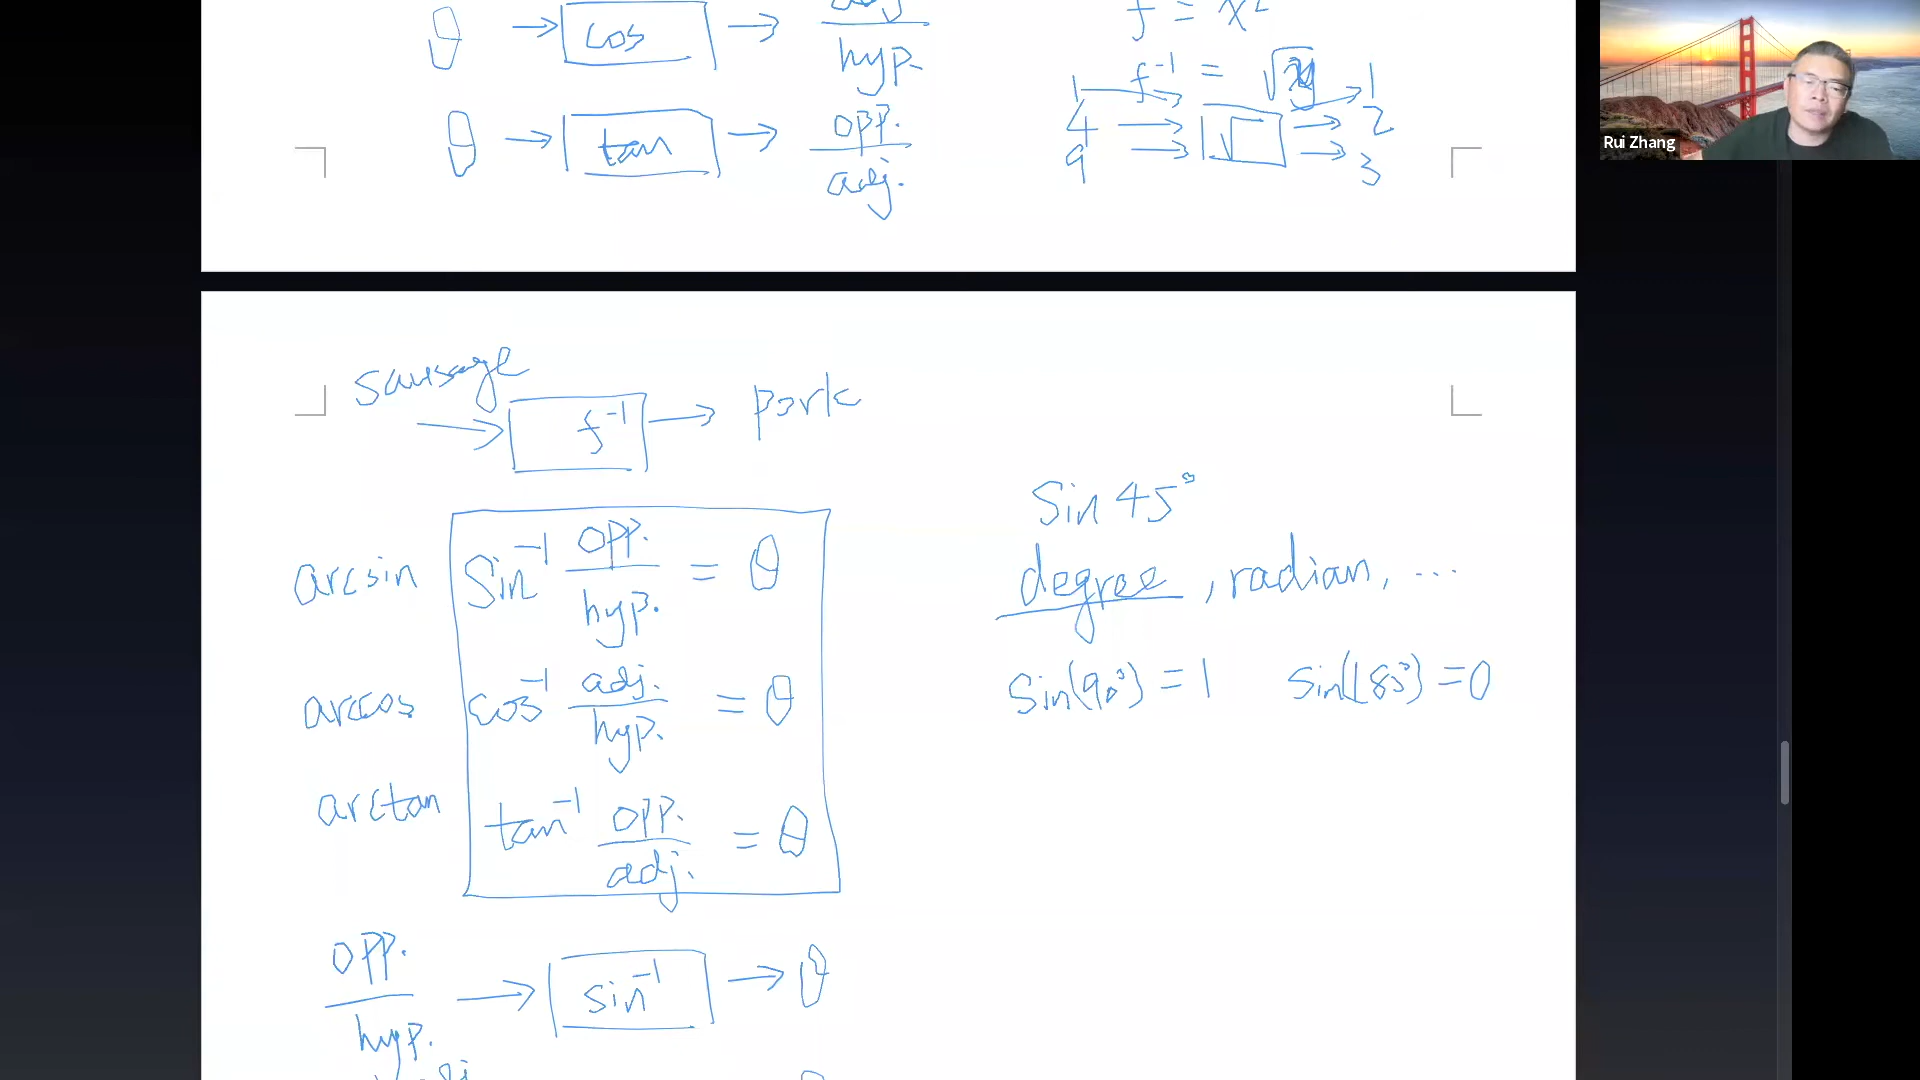 θ → cos → adj/hyp.
f = x²
θ → tan → opp./adj.
f⁻¹ = √
1 → 1
4 → √ → 2
9 → 3
Rui Zhang
sausage → f⁻¹ → pork
sin 45°
arcsin sin⁻¹ opp./hyp. = θ
degree, radian, ...
arccos cos⁻¹ adj./hyp. = θ
sin(90°) = 1 sin(180°) = 0
arctan tan⁻¹ opp./adj. = θ
opp./hyp. → sin⁻¹ → θ